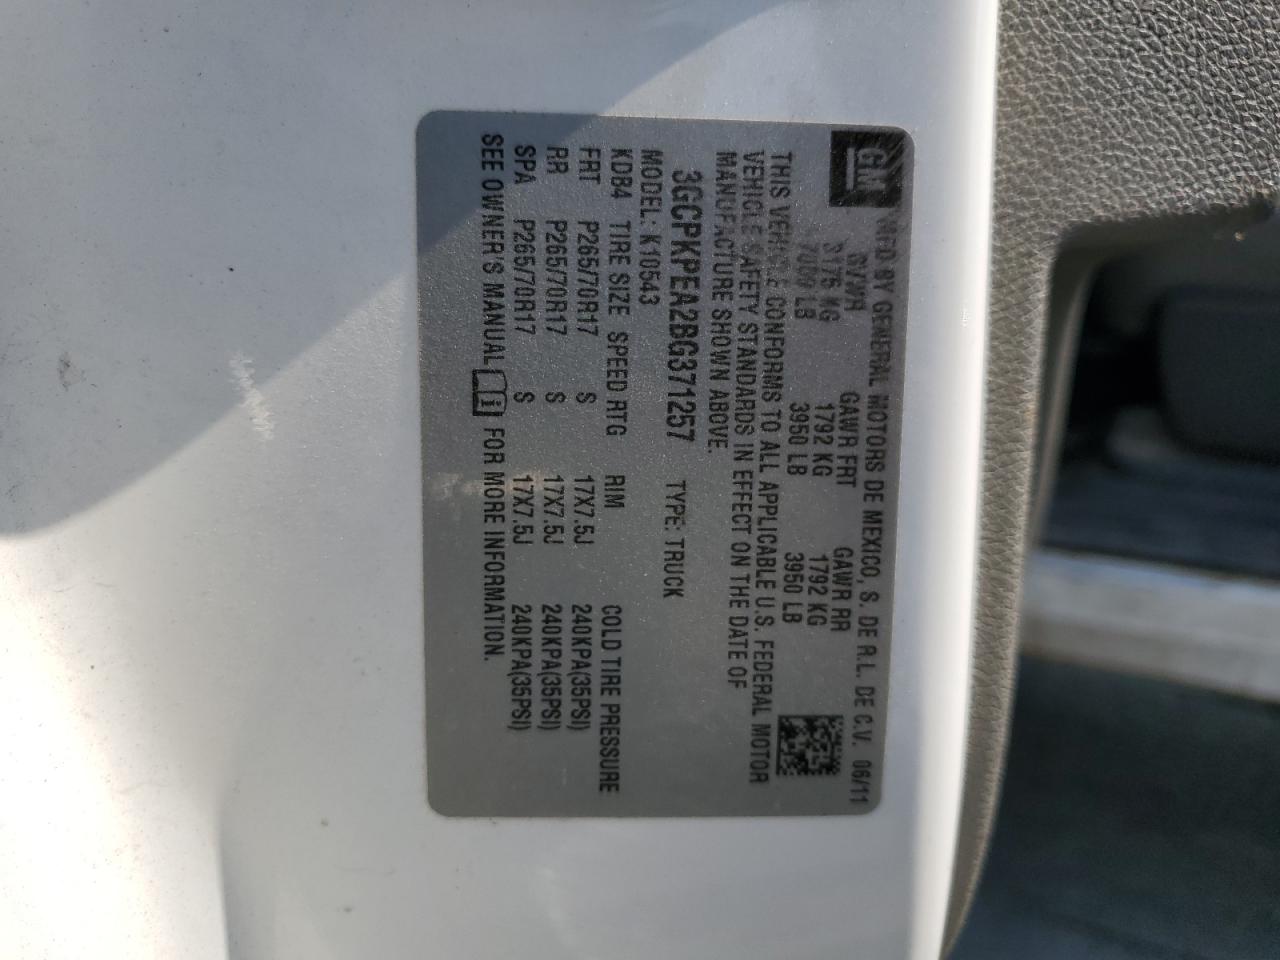 GM MFD BY GENERAL MOTORS DE MEXICO, S. DE R.L. DE C.V. 06/11
GVWR GAWR FRT GAWR RR
3175 KG 1792 KG 1792 KG
7000 LB 3950 LB 3950 LB
THIS VEHICLE CONFORMS TO ALL APPLICABLE U.S. FEDERAL MOTOR
VEHICLE SAFETY STANDARDS IN EFFECT ON THE DATE OF
MANUFACTURE SHOWN ABOVE.
3GCPKPEA2BG371257 TYPE: TRUCK
MODEL: K10543
KDB4 TIRE SIZE SPEED RTG RIM COLD TIRE PRESSURE
FRT P265/70R17 S 17X7.5J 240KPA(35PSI)
RR P265/70R17 S 17X7.5J 240KPA(35PSI)
SPA P265/70R17 S 17X7.5J 240KPA(35PSI)
SEE OWNER'S MANUAL i FOR MORE INFORMATION.